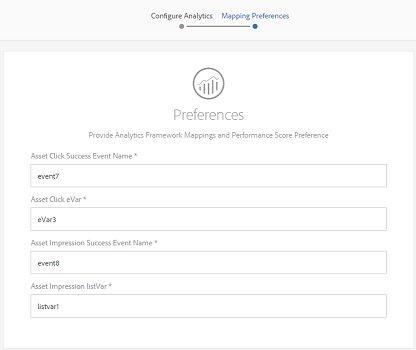 Configure Analytics Mapping Preferences
Preferences
Provide Analytics Framework Mappings and Performance Score Preference
Asset Click Success Event Name *
event7
Asset Click eVar *
eVar3
Asset Impression Success Event Name *
event8
Asset Impression listVar *
listvar1